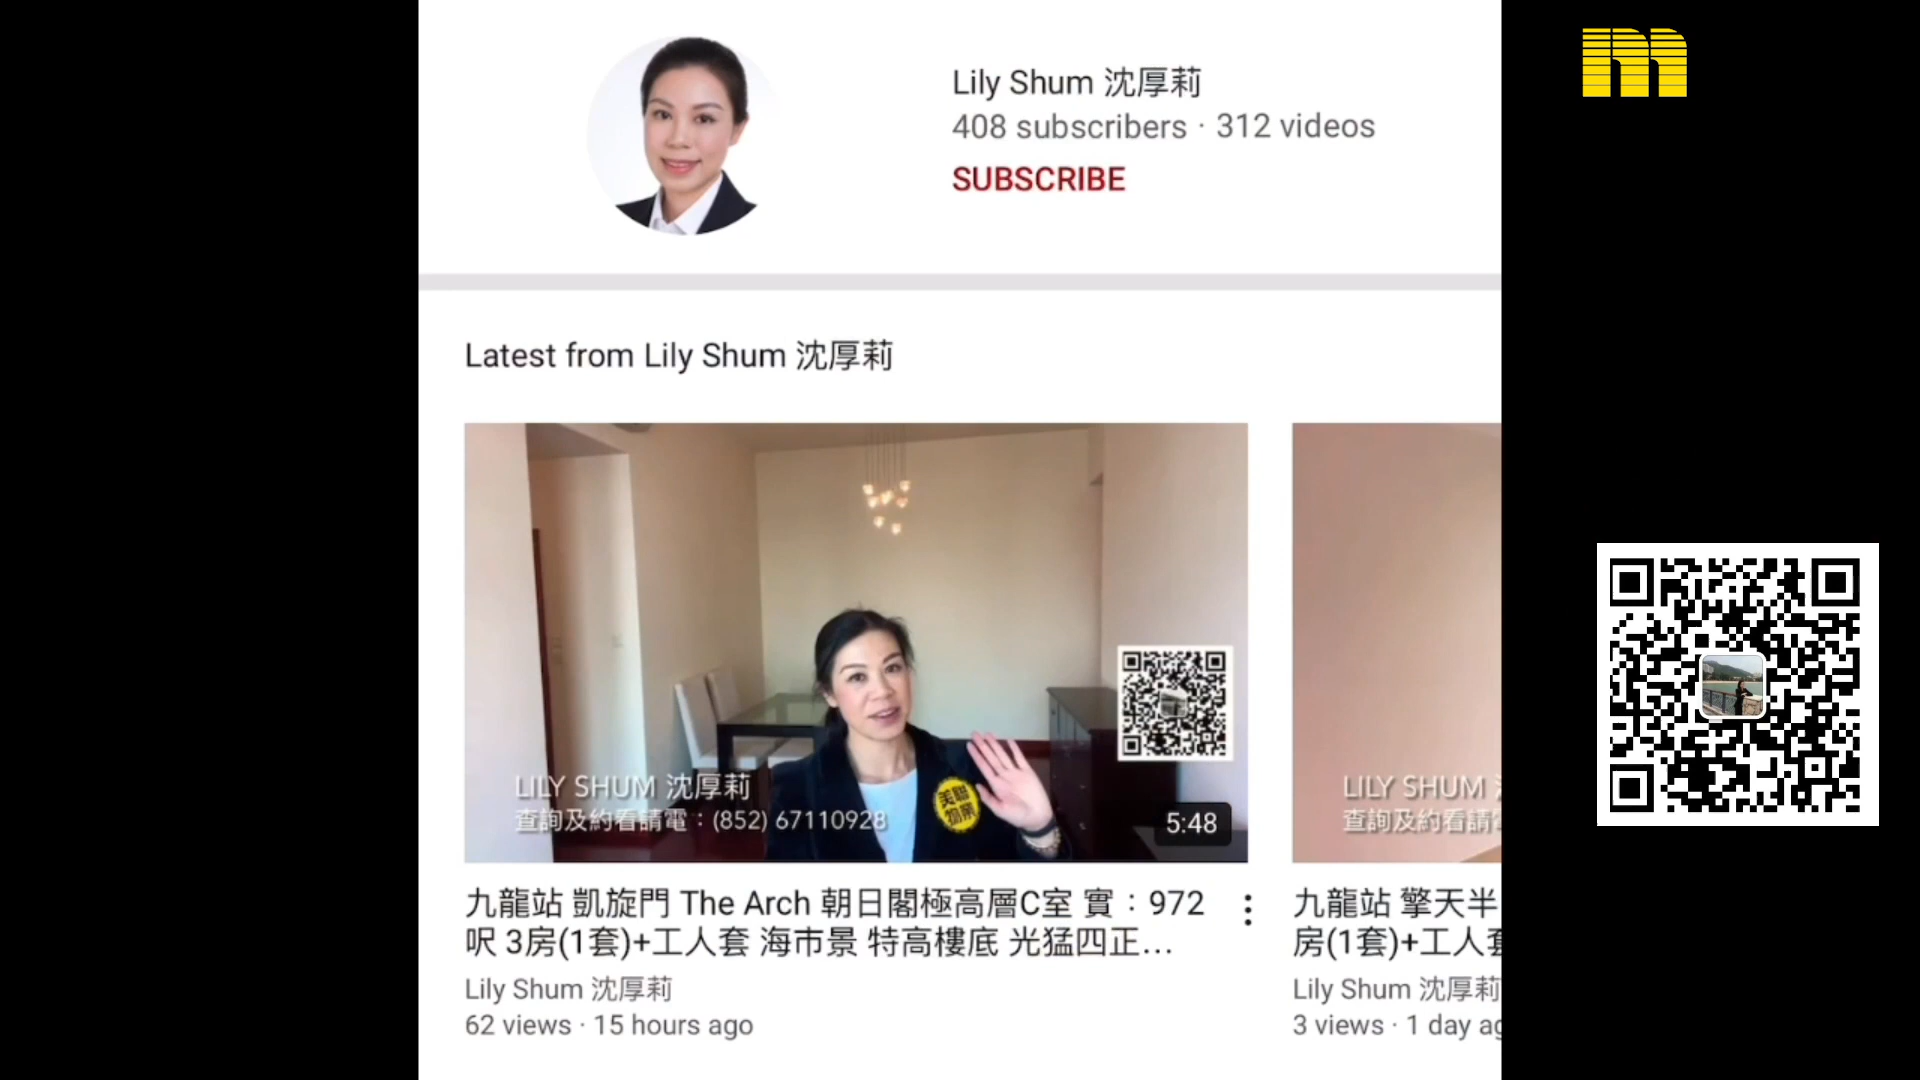 Lily Shum 沈厚莉
408 subscribers · 312 videos
SUBSCRIBE
Latest from Lily Shum 沈厚莉
LILY SHUM 沈厚莉
查詢及約看請電：(852) 67110928
美聯
物業
5:48
LILY SHUM
查詢及約看請
九龍站 凱旋門 The Arch 朝日閣極高層C室 實：972
呎 3房(1套)+工人套 海市景 特高樓底 光猛四正...
Lily Shum 沈厚莉
62 views · 15 hours ago
九龍站 擎天半
房(1套)+工人套
Lily Shum 沈厚莉
3 views · 1 day ag
m